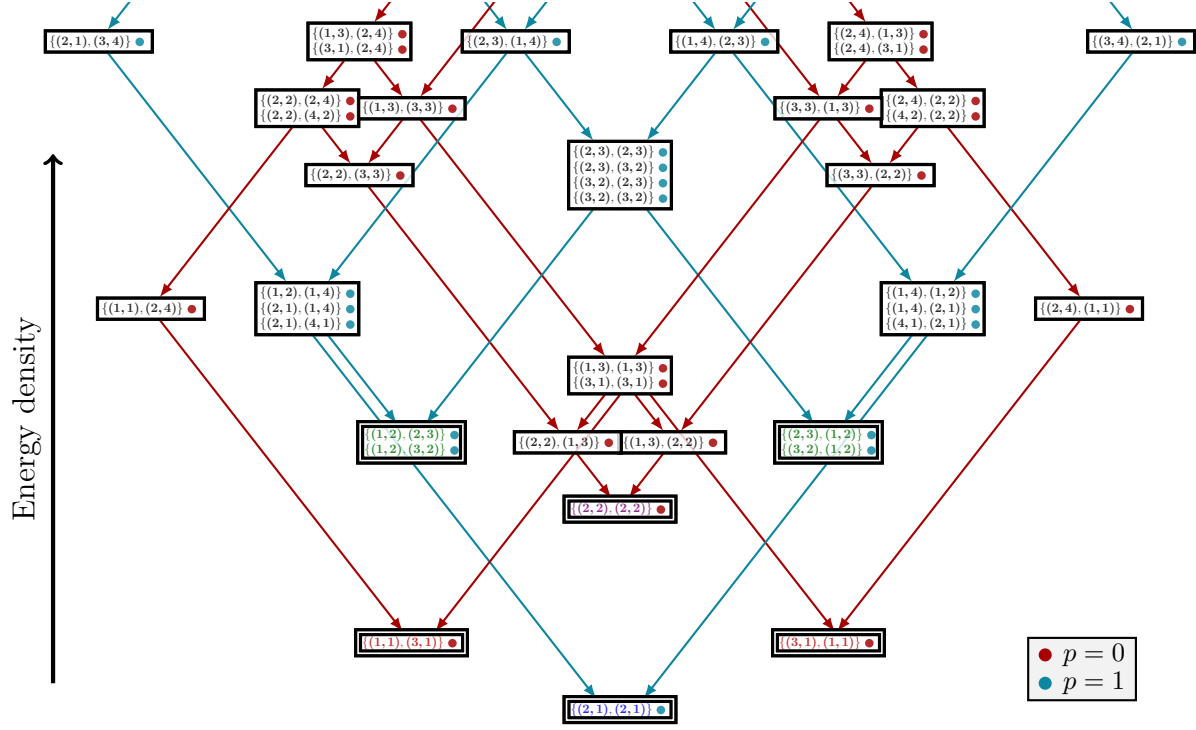 {(2, 1), (3, 4)}
{(1, 3), (2, 4)}
{(3, 1), (2, 4)}
{(2, 3), (1, 4)}
{(1, 4), (2, 3)}
{(2, 4), (1, 3)}
{(2, 4), (3, 1)}
{(3, 4), (2, 1)}
{(2, 2), (2, 4)}
{(2, 2), (4, 2)}
{(1, 3), (3, 3)}
{(3, 3), (1, 3)}
{(2, 4), (2, 2)}
{(4, 2), (2, 2)}
{(2, 2), (3, 3)}
{(2, 3), (2, 3)}
{(2, 3), (3, 2)}
{(3, 2), (2, 3)}
{(3, 2), (3, 2)}
{(3, 3), (2, 2)}
{(1, 1), (2, 4)}
{(1, 2), (1, 4)}
{(2, 1), (1, 4)}
{(2, 1), (4, 1)}
{(1, 4), (1, 2)}
{(1, 4), (2, 1)}
{(4, 1), (2, 1)}
{(2, 4), (1, 1)}
{(1, 3), (1, 3)}
{(3, 1), (3, 1)}
{(1, 2), (2, 3)}
{(1, 2), (3, 2)}
{(2, 2), (1, 3)}
{(1, 3), (2, 2)}
{(2, 3), (1, 2)}
{(3, 2), (1, 2)}
{(2, 2), (2, 2)}
{(1, 1), (3, 1)}
{(3, 1), (1, 1)}
{(2, 1), (2, 1)}
Energy density
p = 0
p = 1